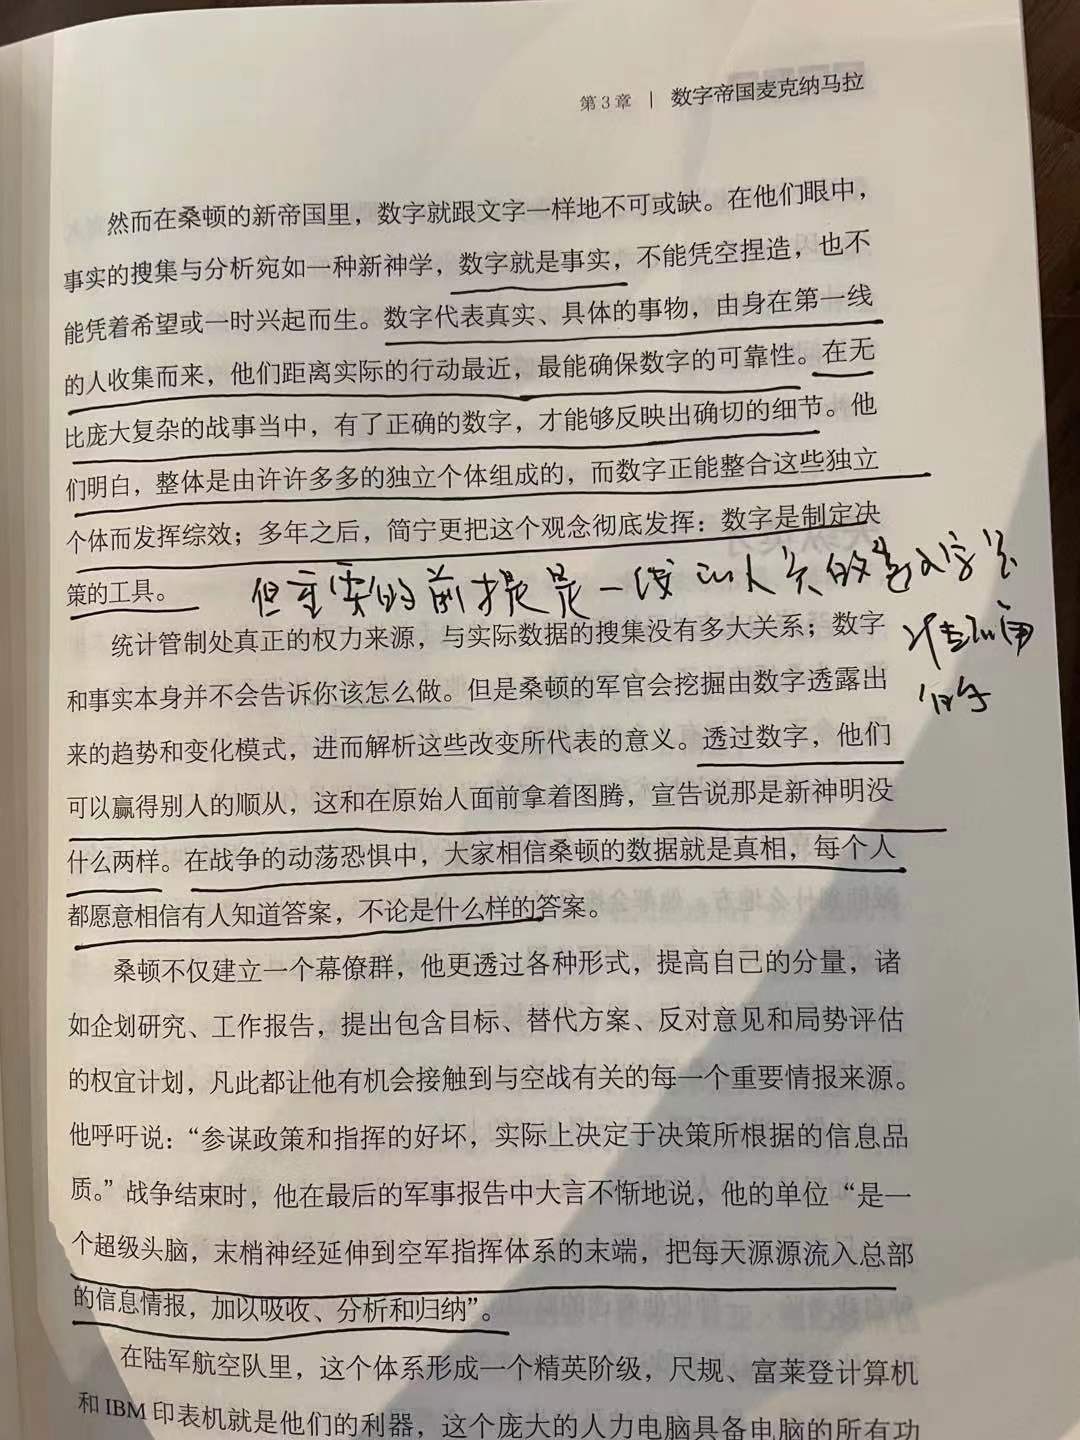 第3章 | 数字帝国麦克纳马拉
然而在桑顿的新帝国里，数字就跟文字一样地不可或缺。在他们眼中，
事实的搜集与分析宛如一种新神学，数字就是事实，不能凭空捏造，也不
能凭着希望或一时兴起而生。数字代表真实、具体的事物，由身在第一线
的人收集而来，他们距离实际的行动最近，最能确保数字的可靠性。在无
比庞大复杂的战事当中，有了正确的数字，才能够反映出确切的细节。他
们明白，整体是由许许多多的独立个体组成的，而数字正能整合这些独立
个体而发挥综效；多年之后，简宁更把这个观念彻底发挥：数字是制定决
策的工具。
但重要的前提是一线的人员的
统计管制处真正的权力来源，与实际数据的搜集没有多大关系；数字
和事实本身并不会告诉你该怎么做。但是桑顿的军官会挖掘由数字透露出
来的趋势和变化模式，进而解析这些改变所代表的意义。透过数字，他们
可以赢得别人的顺从，这和在原始人面前拿着图腾，宣告说那是新神明没
什么两样。在战争的动荡恐惧中，大家相信桑顿的数据就是真相，每个人
都愿意相信有人知道答案，不论是什么样的答案。
桑顿不仅建立一个幕僚群，他更透过各种形式，提高自己的分量，诸
如企划研究、工作报告，提出包含目标、替代方案、反对意见和局势评估
的权宜计划，凡此都让他有机会接触到与空战有关的每一个重要情报来源。
他呼吁说：“参谋政策和指挥的好坏，实际上决定于决策所根据的信息品
质。”战争结束时，他在最后的军事报告中大言不惭地说，他的单位“是一
个超级头脑，末梢神经延伸到空军指挥体系的末端，把每天源源流入总部
的信息情报，加以吸收、分析和归纳”。
在陆军航空队里，这个体系形成一个精英阶级，尺规、富莱登计算机
和IBM印表机就是他们的利器，这个庞大的人力电脑具备电脑的所有功